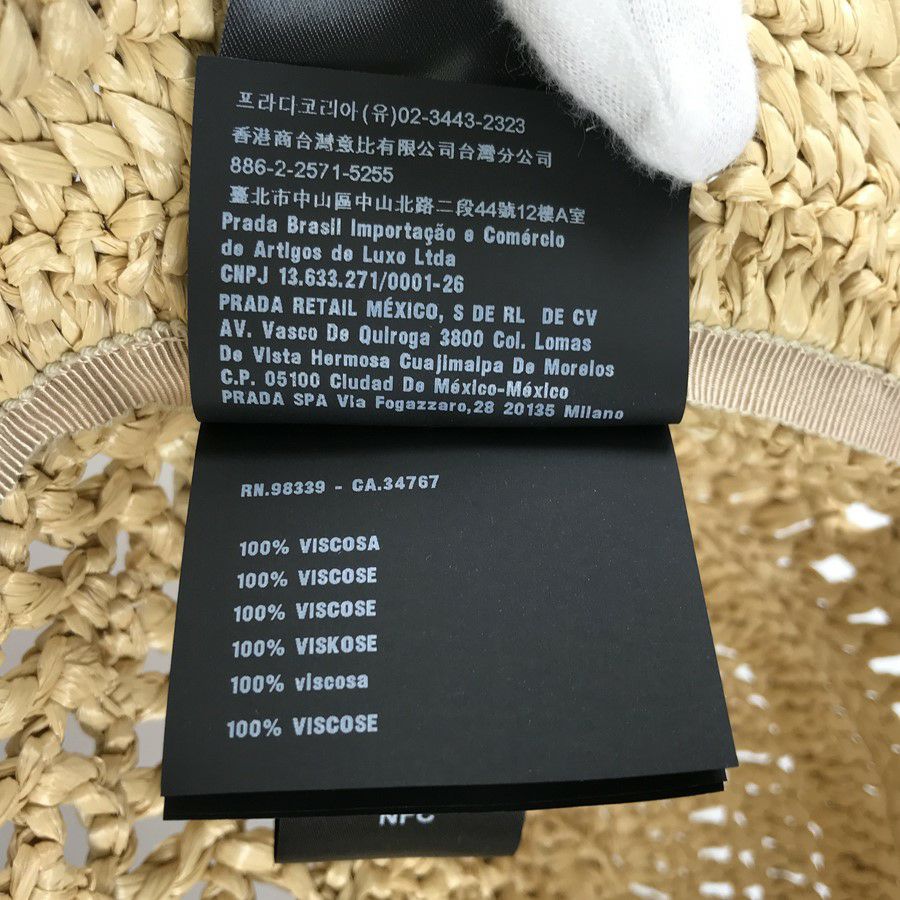 프라다코리아(유)02-3443-2323
香港商台灣意比有限公司台灣分公司
886-2-2571-5255
臺北市中山區中山北路二段44號12樓A室
Prada Brasil Importação e Comércio
de Artigos de Luxo Ltda
CNPJ 13.633.271/0001-26
PRADA RETAIL MÉXICO, S DE RL DE CV
AV. Vasco De Quiroga 3800 Col. Lomas
De Vista Hermosa Cuajimalpa De Morelos
C.P. 05100 Ciudad De México-México
PRADA SPA Via Fogazzaro,28 20135 Milano
RN.98339 - CA.34767
100% VISCOSA
100% VISCOSE
100% VISCOSE
100% VISKOSE
100% viscosa
100% VISCOSE